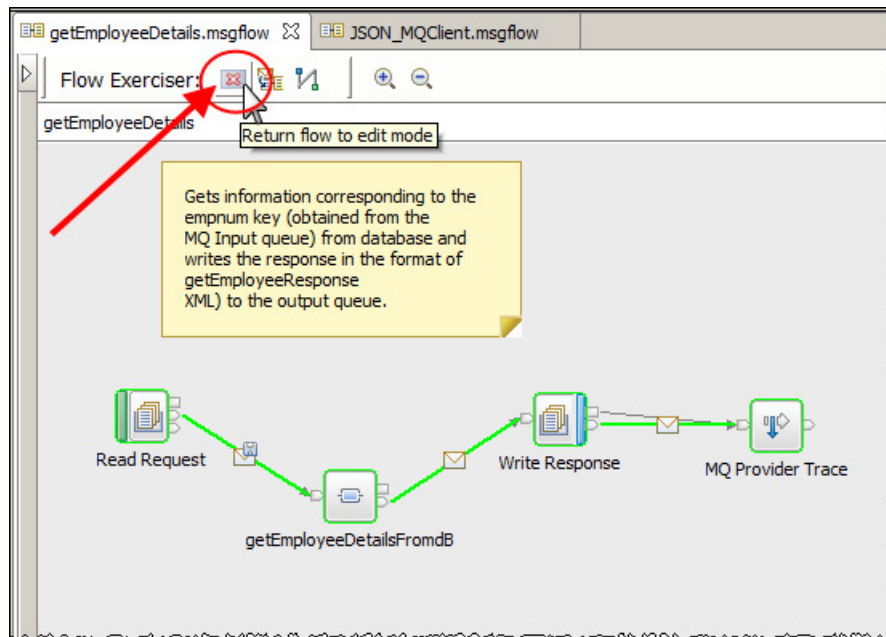 getEmployeeDetails.msgflow
JSON_MQClient.msgflow
Flow Exerciser:
getEmployeeDetails
Return flow to edit mode
Gets information corresponding to the
empnum key (obtained from the
MQ Input queue) from database and
writes the response in the format of
getEmployeeResponse
XML) to the output queue.
Read Request
Write Response
MQ Provider Trace
getEmployeeDetailsFromdB